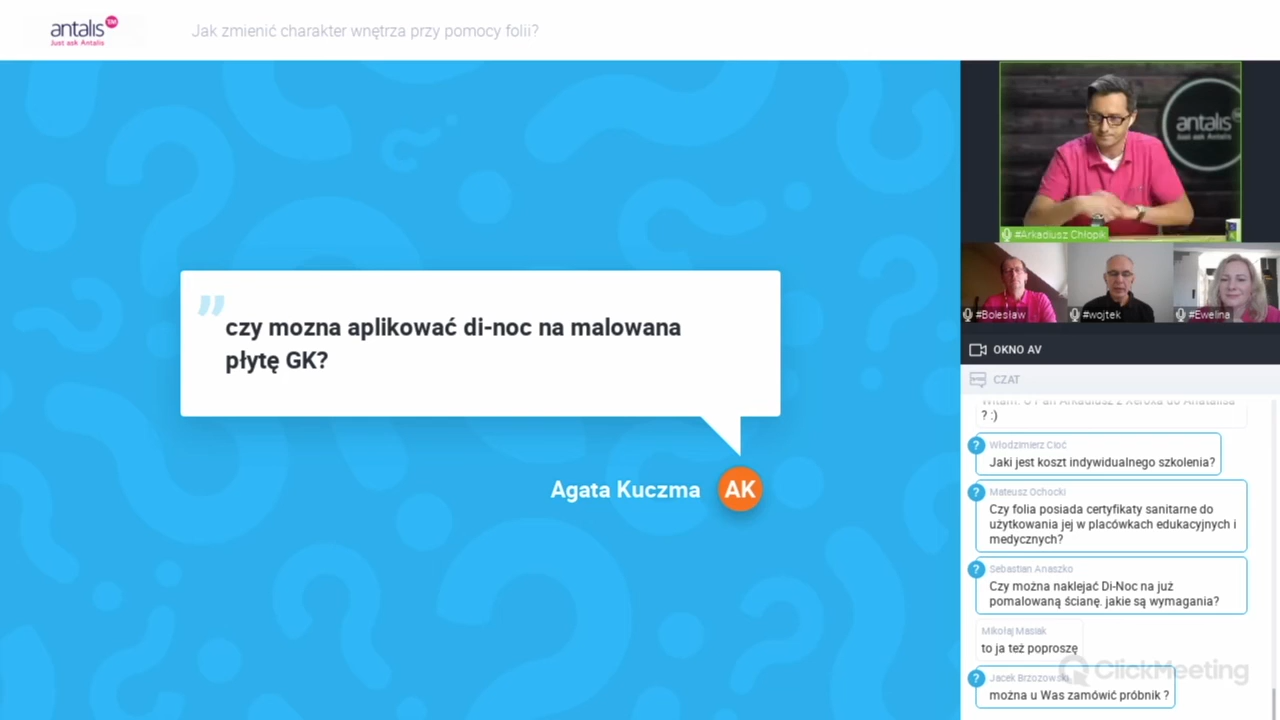 antalis TM
Just ask Antalis
Jak zmienić charakter wnętrza przy pomocy folii?
czy mozna aplikować di-noc na malowana
płytę GK?
Agata Kuczma AK
antalis
Just ask Antalis
#Arkadiusz Chłopik
#Bolesław #wojtek #Ewelina
OKNO AV
CZAT
? :)
Włodzimierz Cioć
Jaki jest koszt indywidualnego szkolenia?
Mateusz Ochocki
Czy folia posiada certyfikaty sanitarne do
użytkowania jej w placówkach edukacyjnych i
medycznych?
Sebastian Anaszko
Czy można naklejać Di-Noc na już
pomalowaną ścianę. jakie są wymagania?
Mikołaj Masiak
to ja też poproszę
ClickMeeting
Jacek Brzozowski
można u Was zamówić próbnik ?